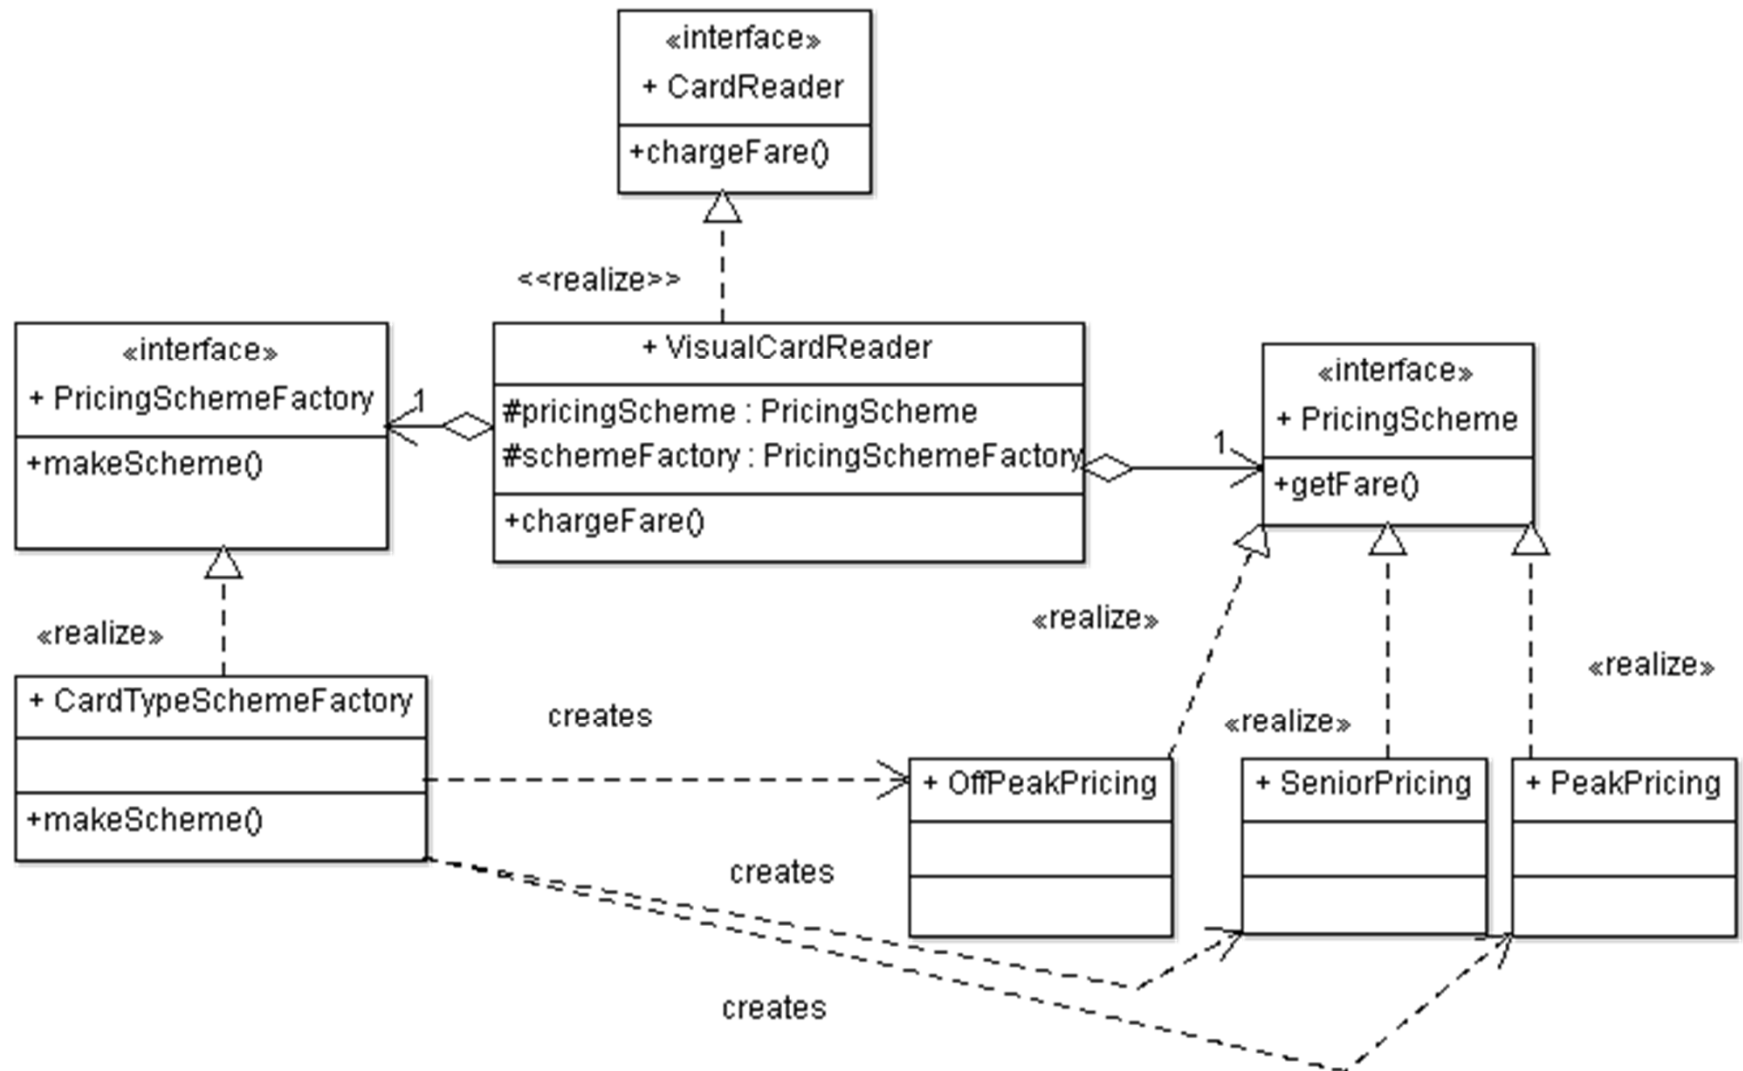 «interface»
+ CardReader
+chargeFare()
<<realize>>
«interface»
+ PricingSchemeFactory
+makeScheme()
1
+ VisualCardReader
#pricingScheme : PricingScheme
#schemeFactory : PricingSchemeFactory
+chargeFare()
1
«interface»
+ PricingScheme
+getFare()
«realize»
«realize»
«realize»
«realize»
+ CardTypeSchemeFactory
+makeScheme()
creates
+ OffPeakPricing
+ SeniorPricing
+ PeakPricing
creates
creates